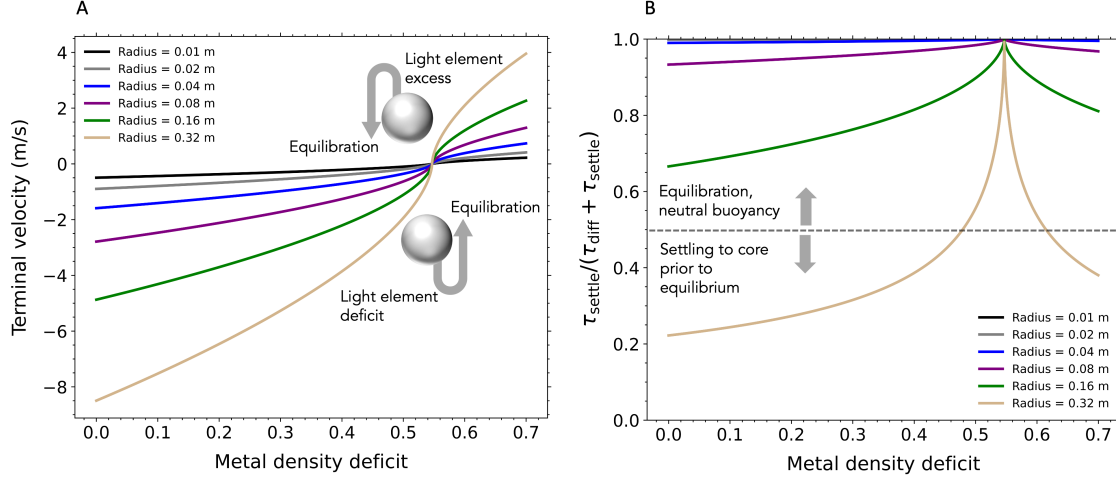 A
Terminal velocity (m/s)
4
2
0
−2
−4
−6
−8
Radius = 0.01 m
Radius = 0.02 m
Radius = 0.04 m
Radius = 0.08 m
Radius = 0.16 m
Radius = 0.32 m
Light element
excess
Equilibration
Equilibration
Light element
deficit
0.0 0.1 0.2 0.3 0.4 0.5 0.6 0.7
Metal density deficit
B
τsettle/(τdiff + τsettle)
1.0
0.8
0.6
0.4
0.2
0.0
Equilibration,
neutral buoyancy
Settling to core
prior to
equilibrium
Radius = 0.01 m
Radius = 0.02 m
Radius = 0.04 m
Radius = 0.08 m
Radius = 0.16 m
Radius = 0.32 m
0.0 0.1 0.2 0.3 0.4 0.5 0.6 0.7
Metal density deficit